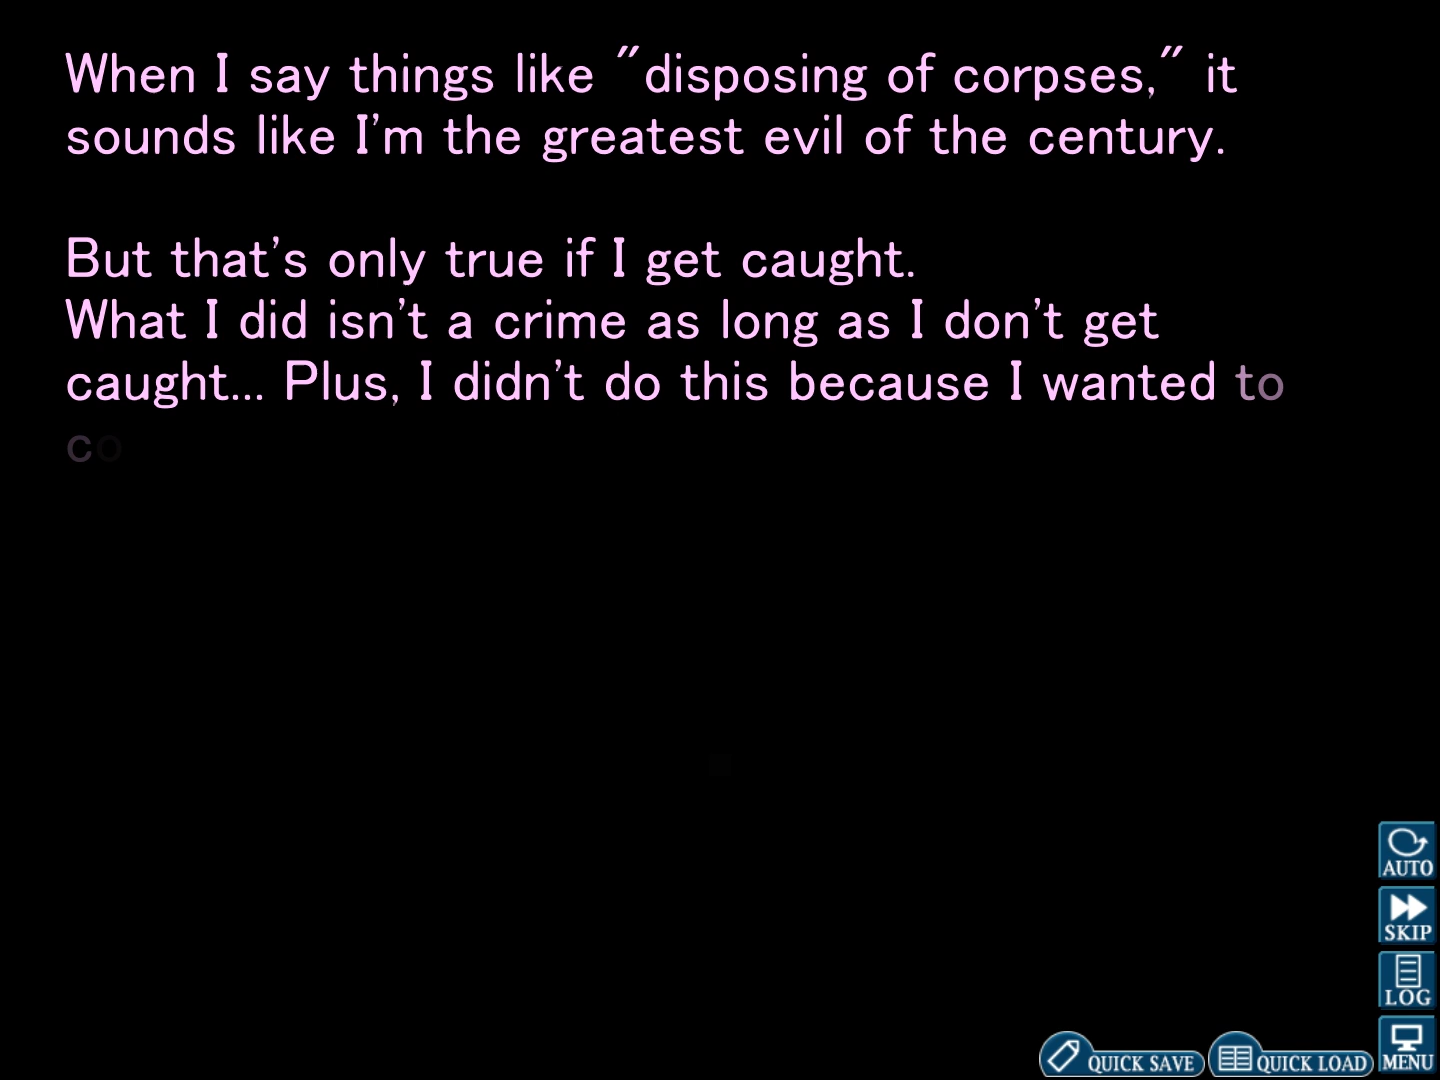 When I say things like "disposing of corpses," it
sounds like I'm the greatest evil of the century.
But that's only true if I get caught.
What I did isn't a crime as long as I don't get
caught... Plus, I didn't do this because I wanted to
co
AUTO
SKIP
LOG
MENU
QUICK SAVE
QUICK LOAD